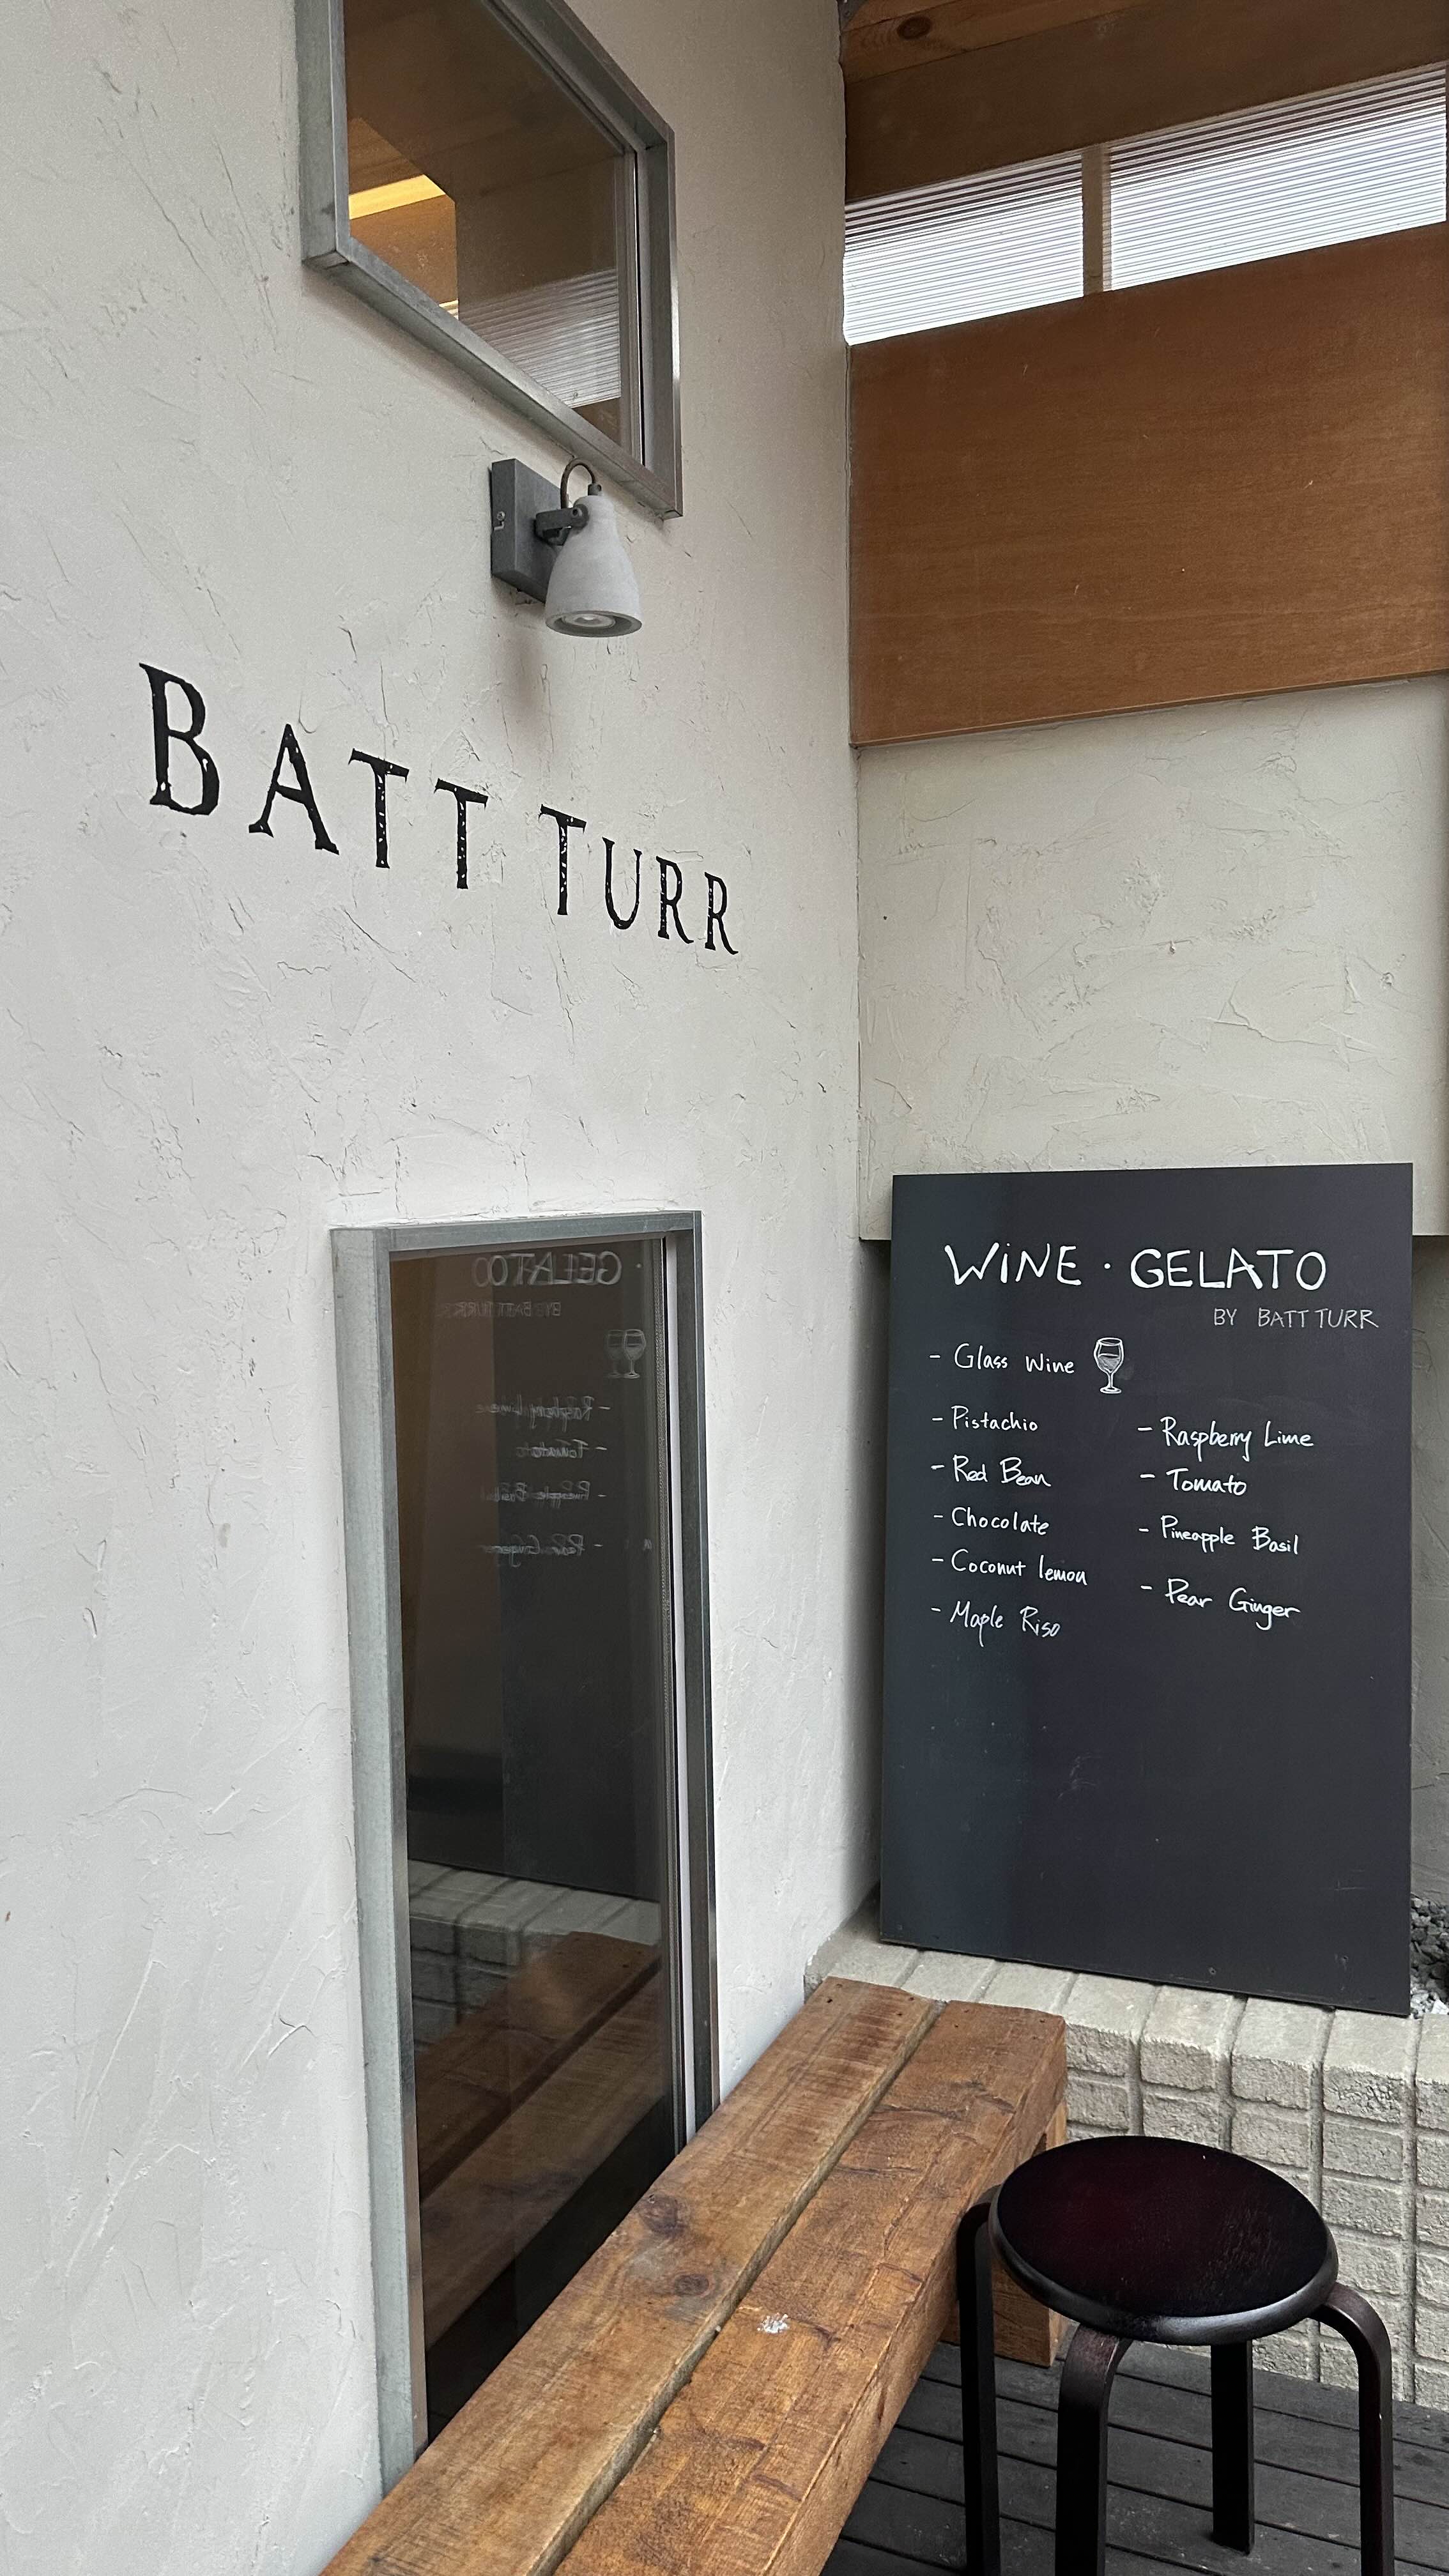 BATT TURR
WiNE · GELATO
BY BATT TURR
- Glass Wine
- Pistachio
- Red Bean
- Chocolate
- Coconut lemon
- Maple Riso
- Raspberry Lime
- Tomato
- Pineapple Basil
- Pear Ginger